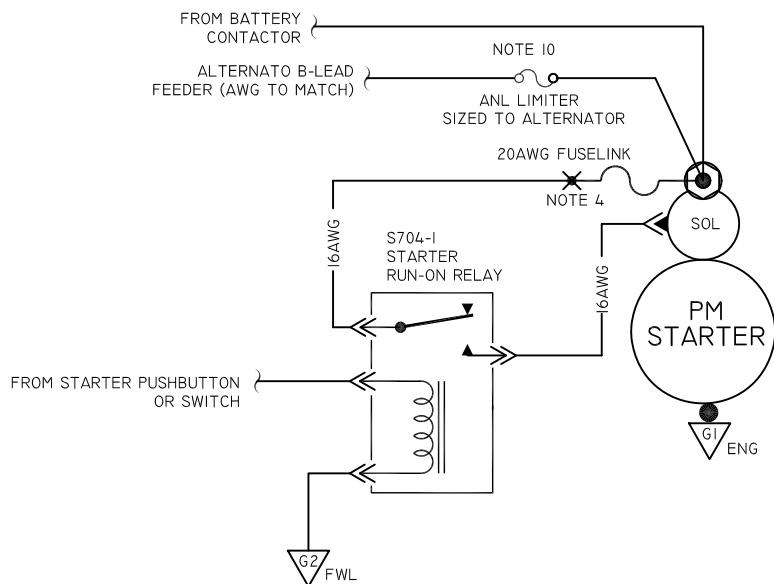 FROM BATTERY
CONTACTOR
NOTE 10
ALTERNATO B-LEAD
FEEDER (AWG TO MATCH)
ANL LIMITER
SIZED TO ALTERNATOR
20AWG FUSELINK
NOTE 4
SOL
16AWG
S704-1
STARTER
RUN-ON RELAY
16AWG
PM
STARTER
FROM STARTER PUSHBUTTON
OR SWITCH
G1
ENG
G2
FWL